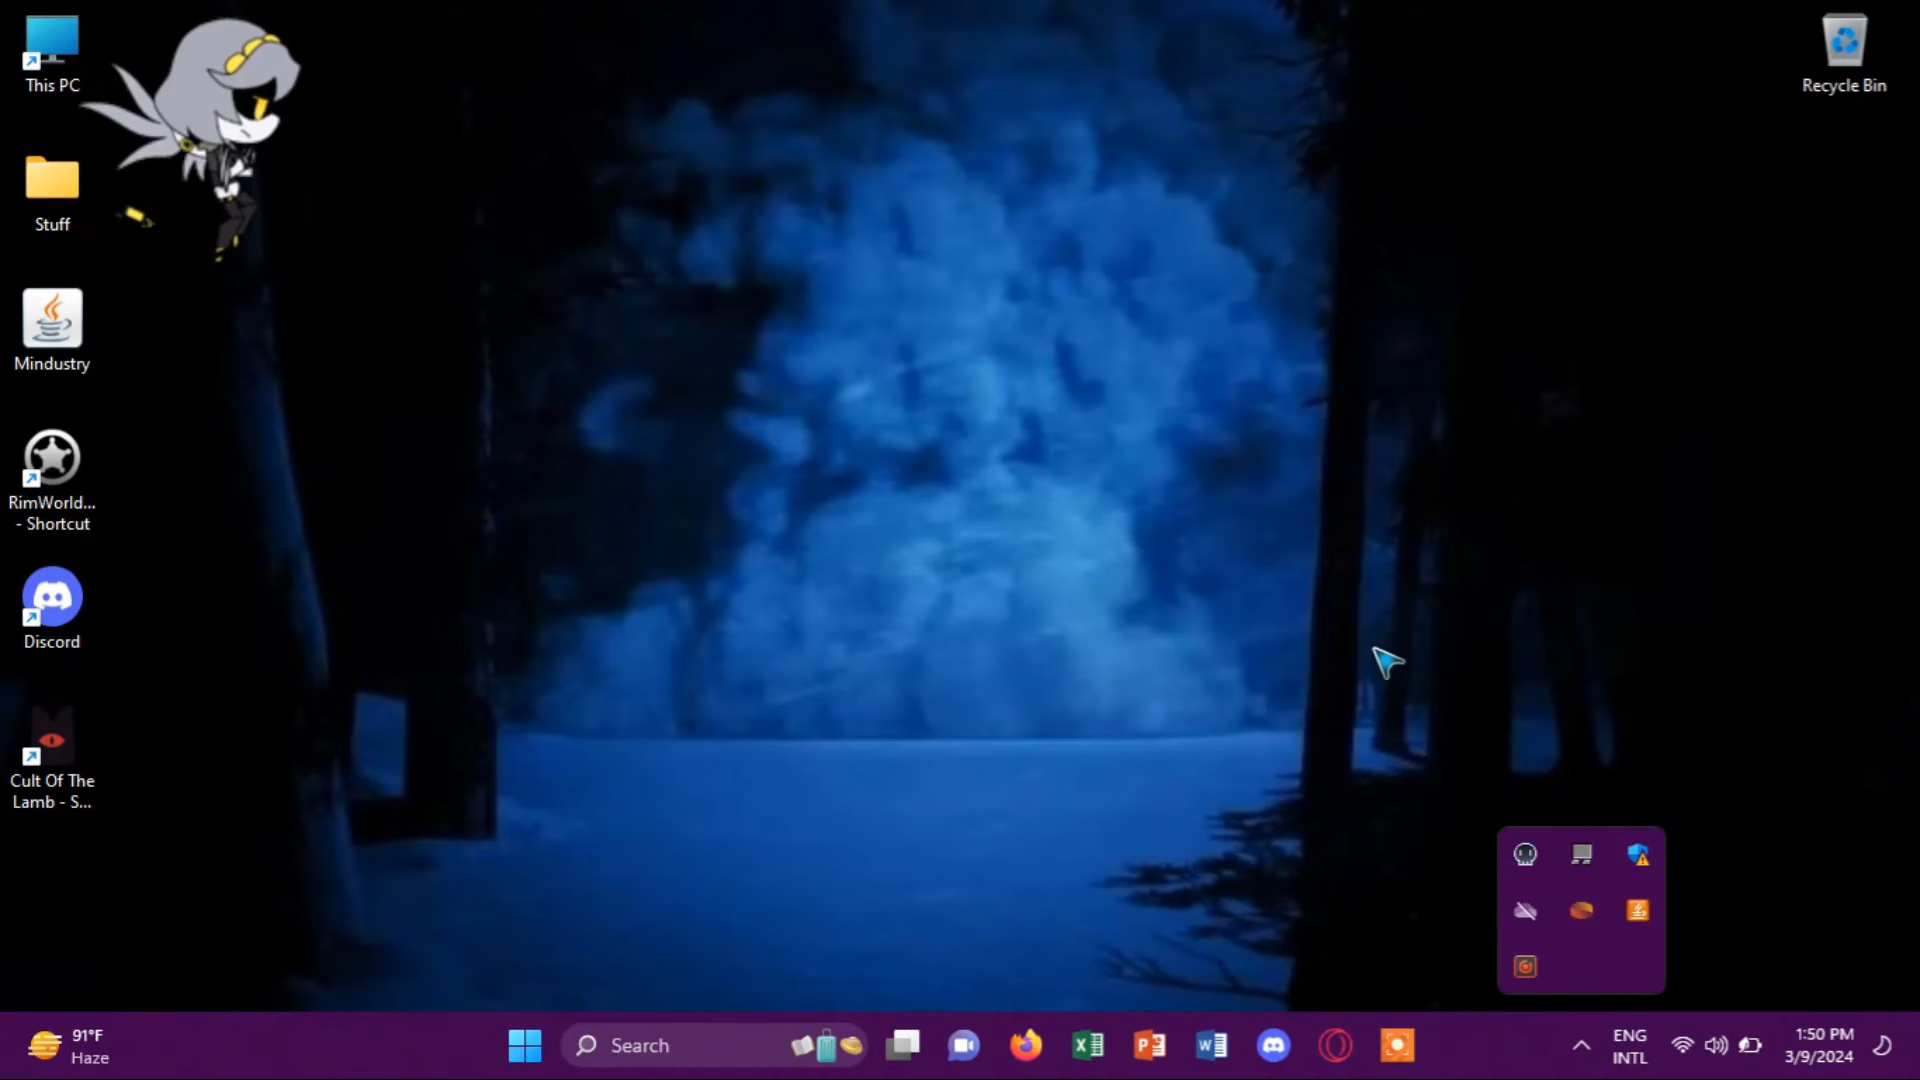 This PC
Recycle Bin
Stuff
Mindustry
RimWorld...
- Shortcut
Discord
Cult Of The
Lamb - S...
91°F
Haze
Search
ENG
INTL
1:50 PM
3/9/2024